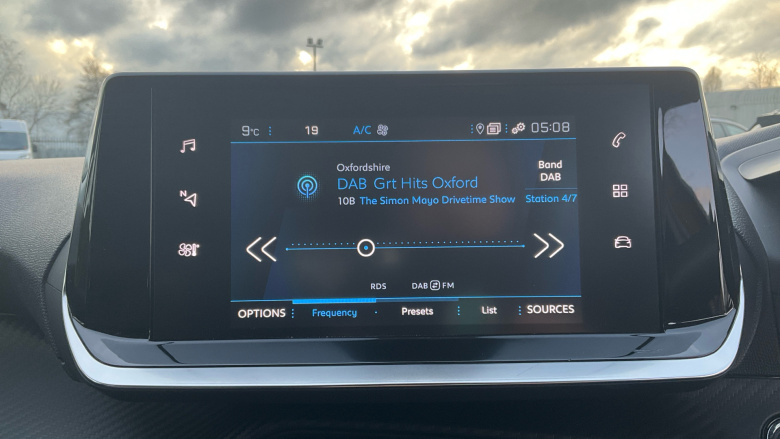 9°C 19 A/C 05:08
Oxfordshire
DAB Grt Hits Oxford
10B The Simon Mayo Drivetime Show
Band
DAB
Station 4/7
N
RDS DAB FM
OPTIONS Frequency Presets List SOURCES